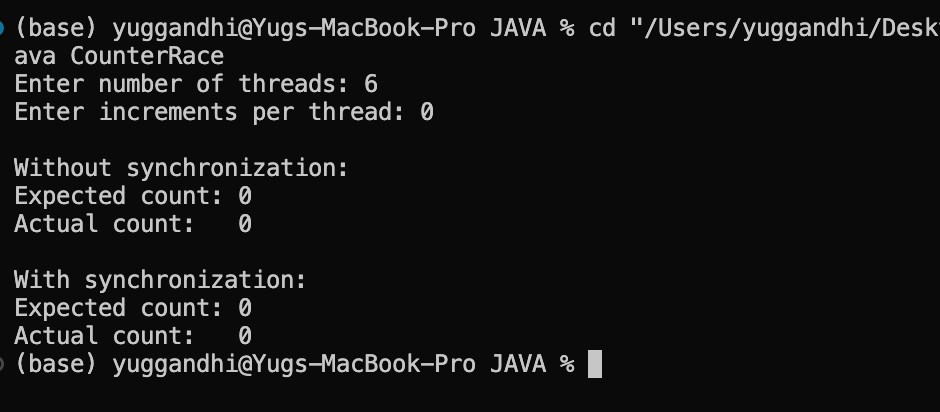 (base) yuggandhi@Yugs-MacBook-Pro JAVA % cd "/Users/yuggandhi/Desk
ava CounterRace
Enter number of threads: 6
Enter increments per thread: 0

Without synchronization:
Expected count: 0
Actual count:   0

With synchronization:
Expected count: 0
Actual count:   0
(base) yuggandhi@Yugs-MacBook-Pro JAVA %